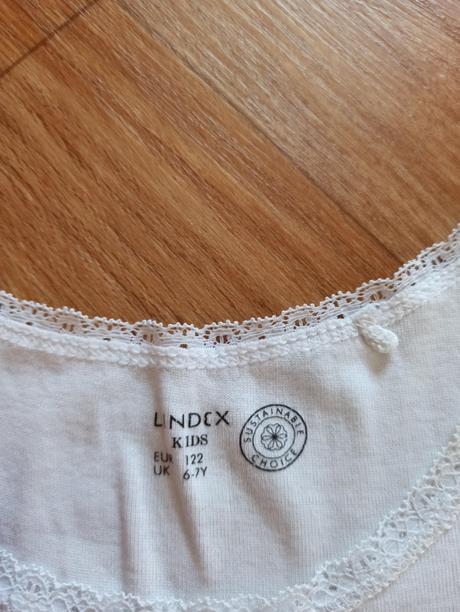 LINDEX
KIDS
EUR 122
UK 6-7Y
SUSTAINABLE
CHOICE